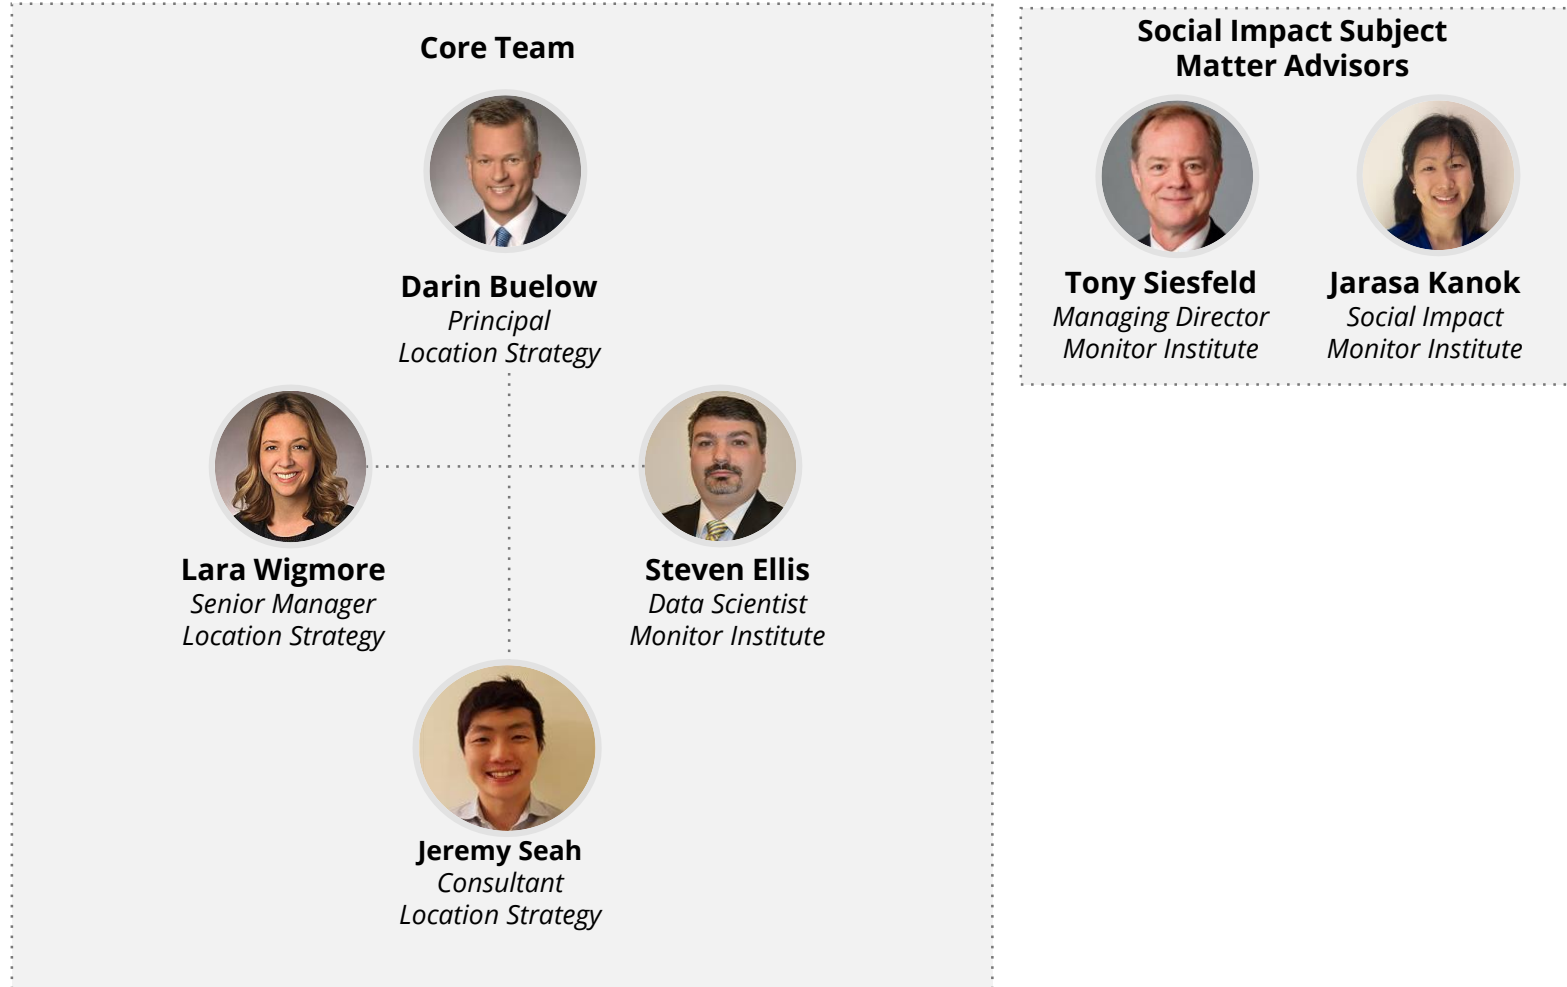 Core Team
Darin Buelow
Principal
Location Strategy
Lara Wigmore
Senior Manager
Location Strategy
Steven Ellis
Data Scientist
Monitor Institute
Jeremy Seah
Consultant
Location Strategy
Social Impact Subject
Matter Advisors
Tony Siesfeld
Managing Director
Monitor Institute
Jarasa Kanok
Social Impact
Monitor Institute